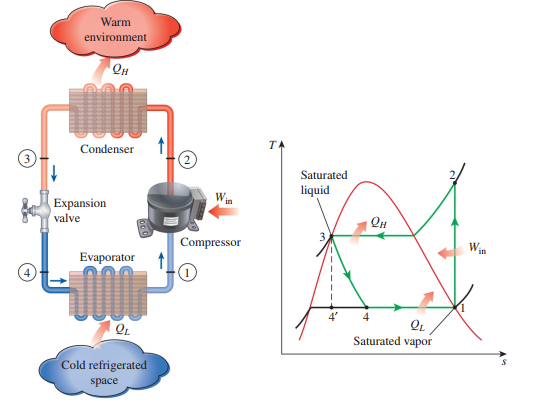 Warm
environment
QH
Condenser
3
2
Expansion
valve
Win
Compressor
Evaporator
4
1
QL
Cold refrigerated
space
T
Saturated
liquid
2
QH
3
Win
4'
4
QL
1
Saturated vapor
s